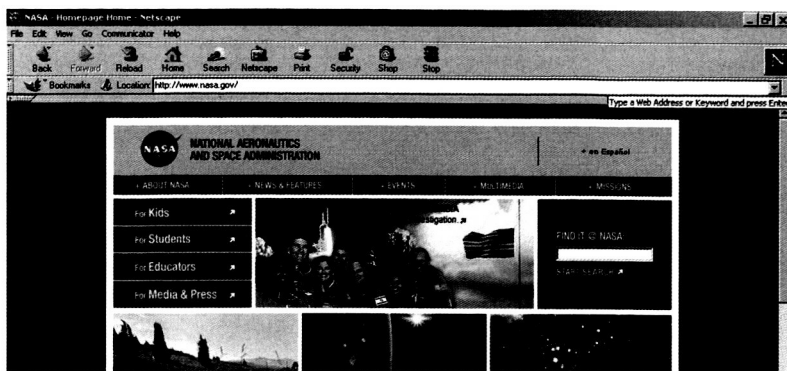 NASA - Homepage Home - Netscape
File Edit View Go Communicator Help
Back Forward Reload Home Search Netscape Print Security Shop Stop
Bookmarks Location: http://www.nasa.gov/
Type a Web Address or Keyword and press Enter
NASA
NATIONAL AERONAUTICS
AND SPACE ADMINISTRATION
+ en Español
+ ABOUT NASA + NEWS & FEATURES + EVENTS + MULTIMEDIA + MISSIONS
For Kids
For Students
For Educators
For Media & Press
FIND IT @ NASA:
START SEARCH